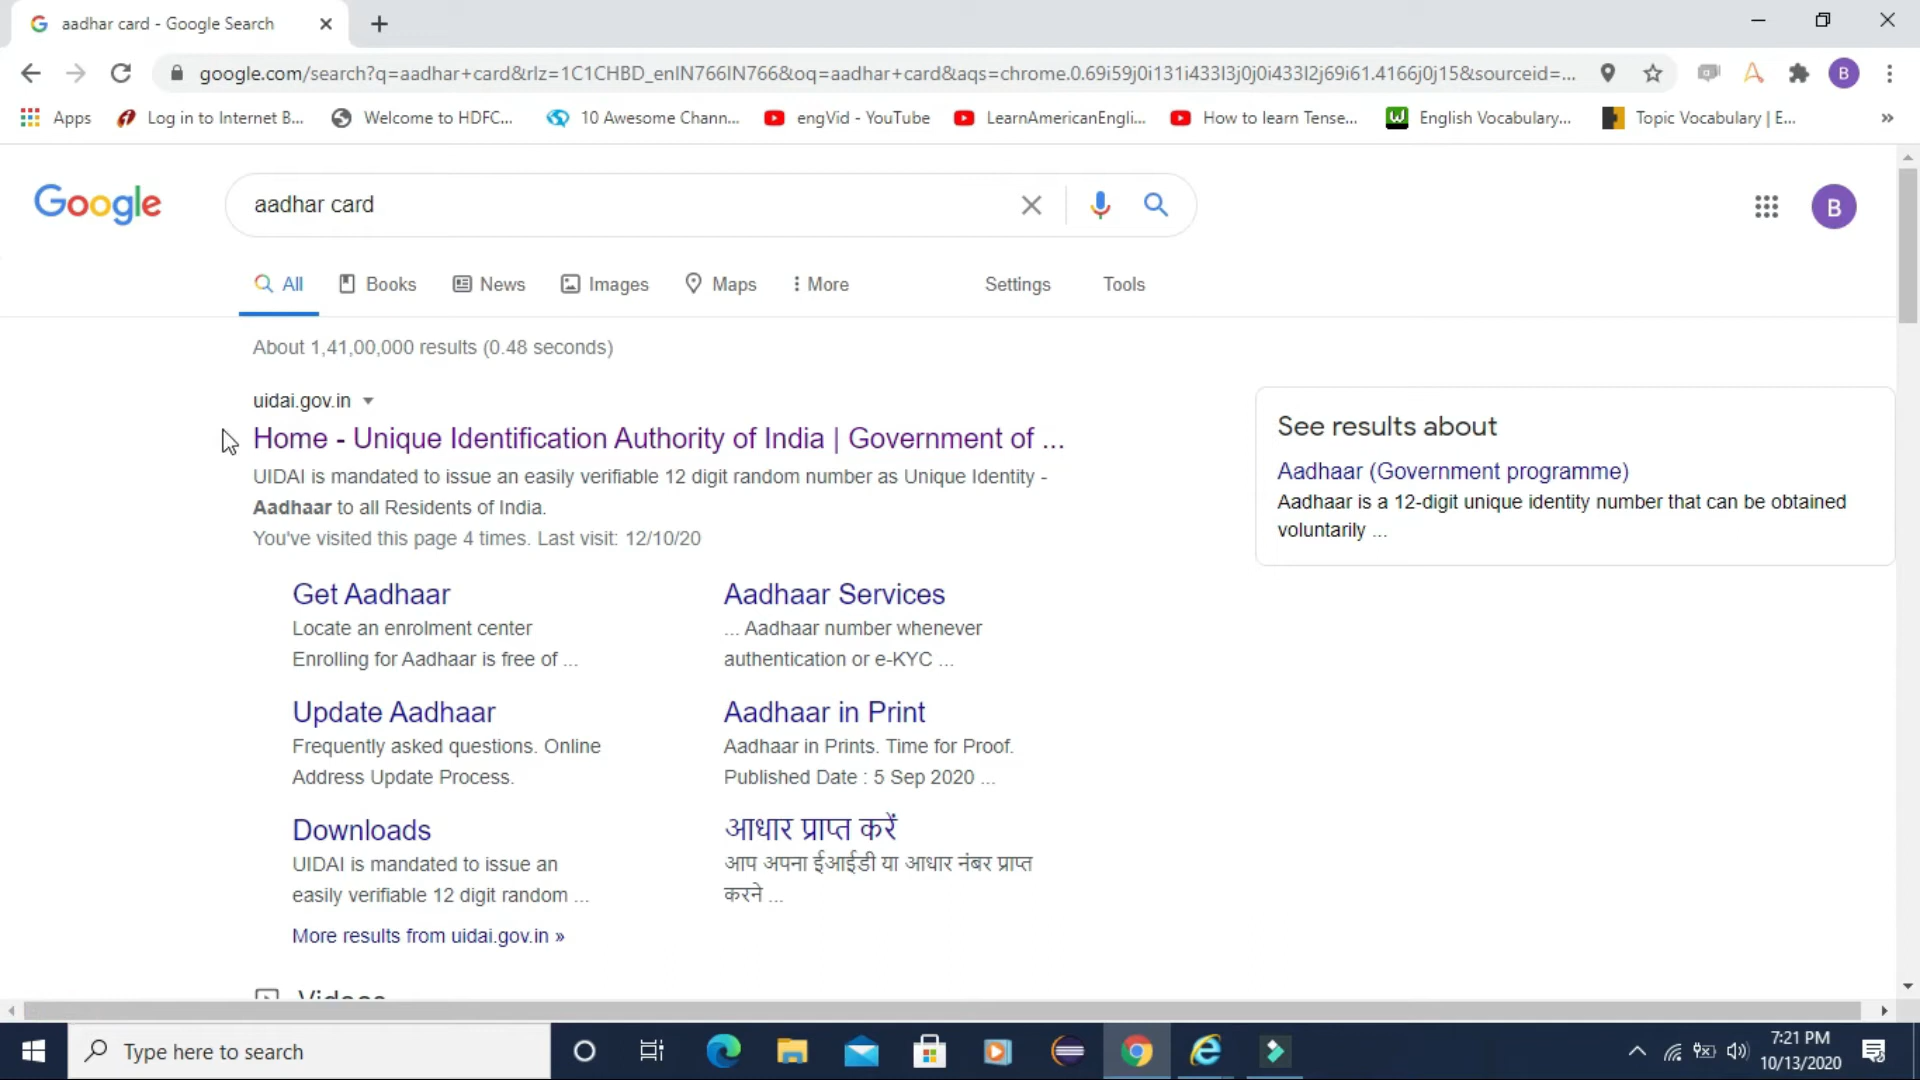 aadhar card - Google Search
google.com/search?q=aadhar+card&rlz=1C1CHBD_enIN766IN766&oq=aadhar+card&aqs=chrome.0.69i59j0i131i433l3j0j0i433l2j69i61.4166j0j15&sourceid=...
B
Apps
Log in to Internet B...
Welcome to HDFC...
10 Awesome Chann...
engVid - YouTube
LearnAmericanEngli...
How to learn Tense...
English Vocabulary...
Topic Vocabulary | E...
»
Google
aadhar card
B
All
Books
News
Images
Maps
More
Settings
Tools
About 1,41,00,000 results (0.48 seconds)
uidai.gov.in
Home - Unique Identification Authority of India | Government of ...
UIDAI is mandated to issue an easily verifiable 12 digit random number as Unique Identity -
Aadhaar to all Residents of India.
You've visited this page 4 times. Last visit: 12/10/20
See results about
Aadhaar (Government programme)
Aadhaar is a 12-digit unique identity number that can be obtained
voluntarily ...
Get Aadhaar
Locate an enrolment center
Enrolling for Aadhaar is free of ...
Aadhaar Services
... Aadhaar number whenever
authentication or e-KYC ...
Update Aadhaar
Frequently asked questions. Online
Address Update Process.
Aadhaar in Print
Aadhaar in Prints. Time for Proof.
Published Date : 5 Sep 2020 ...
Downloads
UIDAI is mandated to issue an
easily verifiable 12 digit random ...
आधार प्राप्त करें
आप अपना ईआईडी या आधार नंबर प्राप्त
करने ...
More results from uidai.gov.in »
Videos
Type here to search
7:21 PM
10/13/2020